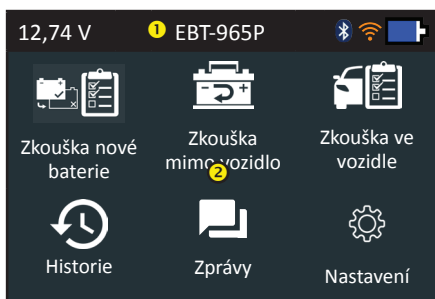 12,74 V 1 EBT-965P
Zkouška nové
baterie
Zkouška
mimo vozidlo
2
Zkouška ve
vozidle
Historie
Zprávy
Nastavení